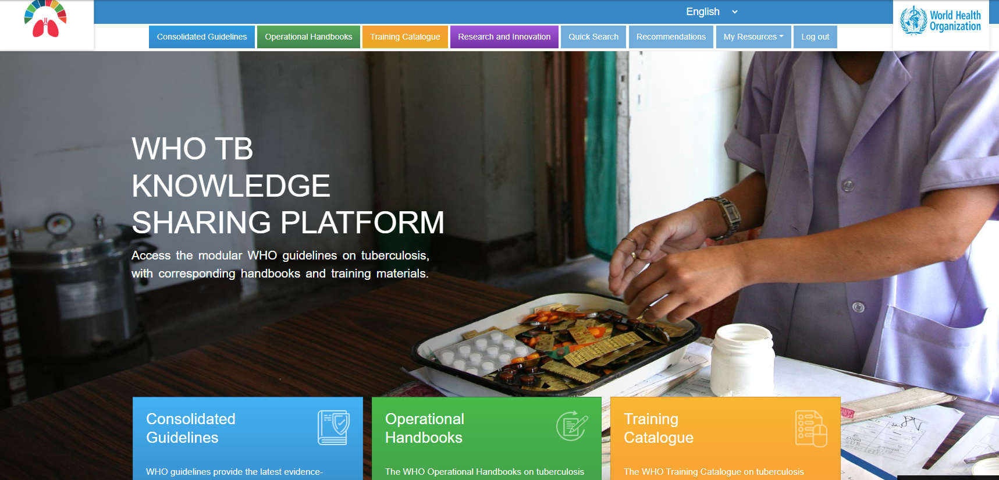 English
World Health
Organization
Consolidated Guidelines
Operational Handbooks
Training Catalogue
Research and Innovation
Quick Search
Recommendations
My Resources
Log out
WHO TB
KNOWLEDGE
SHARING PLATFORM
Access the modular WHO guidelines on tuberculosis,
with corresponding handbooks and training materials.
Consolidated
Guidelines
WHO guidelines provide the latest evidence-
Operational
Handbooks
The WHO Operational Handbooks on tuberculosis
Training
Catalogue
The WHO Training Catalogue on tuberculosis